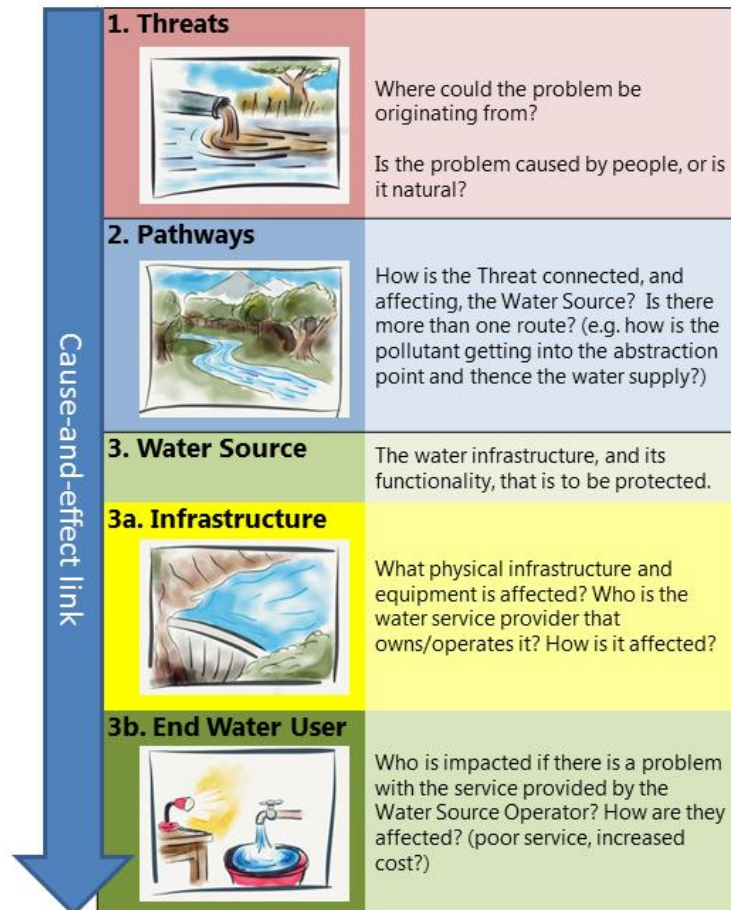 Cause-and-effect link
1. Threats
Where could the problem be
originating from?
Is the problem caused by people, or is
it natural?
2. Pathways
How is the Threat connected, and
affecting, the Water Source?  Is there
more than one route? (e.g. how is the
pollutant getting into the abstraction
point and thence the water supply?)
3. Water Source
The water infrastructure, and its
functionality, that is to be protected.
3a. Infrastructure
What physical infrastructure and
equipment is affected? Who is the
water service provider that
owns/operates it? How is it affected?
3b. End Water User
Who is impacted if there is a problem
with the service provided by the
Water Source Operator? How are they
affected? (poor service, increased
cost?)